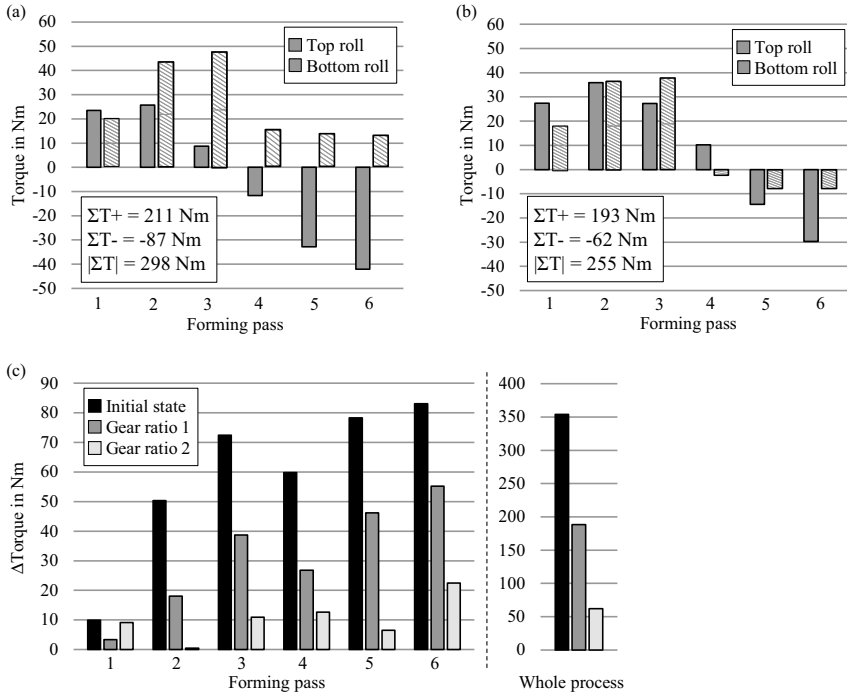 (a)
Torque in Nm
60
50
40
30
20
10
0
-10
-20
-30
-40
-50
Top roll
Bottom roll
ΣT+ = 211 Nm
ΣT- = -87 Nm
|ΣT| = 298 Nm
1 2 3 4 5 6
Forming pass
(b)
Torque in Nm
60
50
40
30
20
10
0
-10
-20
-30
-40
-50
Top roll
Bottom roll
ΣT+ = 193 Nm
ΣT- = -62 Nm
|ΣT| = 255 Nm
1 2 3 4 5 6
Forming pass
(c)
ΔTorque in Nm
90
80
70
60
50
40
30
20
10
0
Initial state
Gear ratio 1
Gear ratio 2
1 2 3 4 5 6
Forming pass
400
350
300
250
200
150
100
50
0
Whole process